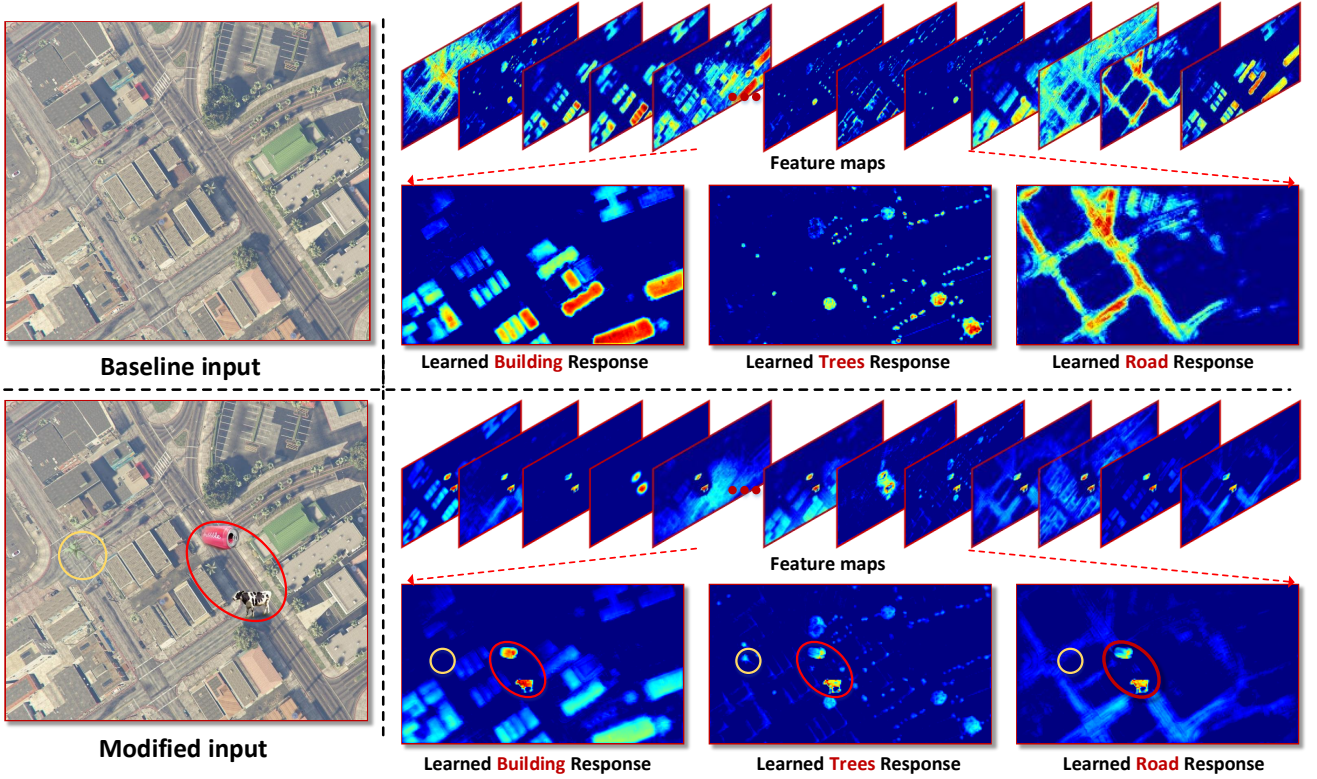 Feature maps
Baseline input
Learned Building Response
Learned Trees Response
Learned Road Response
Feature maps
Modified input
Learned Building Response
Learned Trees Response
Learned Road Response